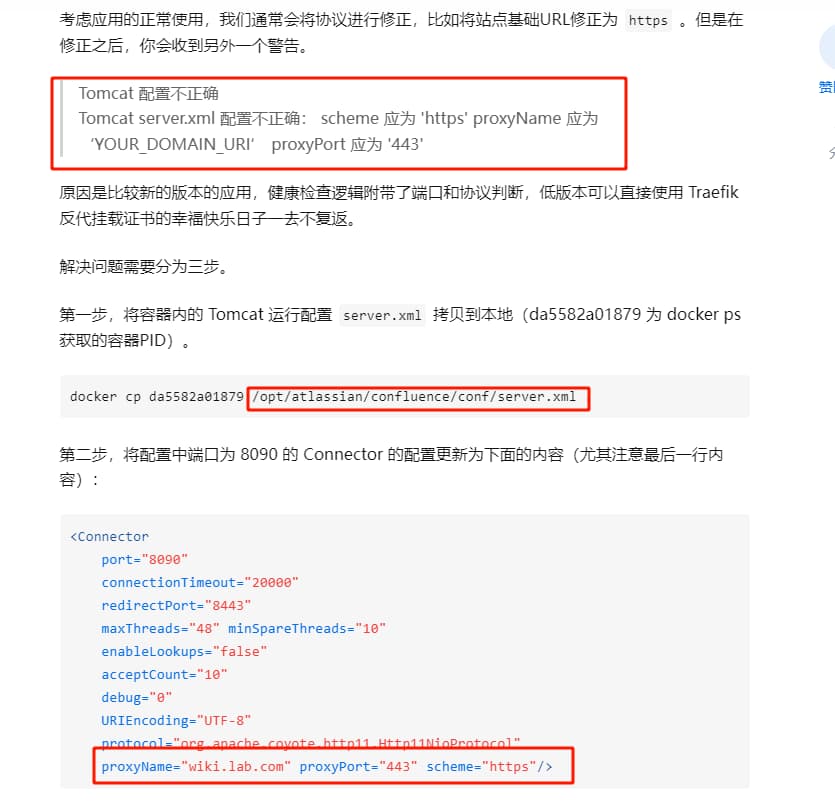 考虑应用的正常使用，我们通常会将协议进行修正，比如将站点基础URL修正为 https 。但是在
修正之后，你会收到另外一个警告。
赞同
Tomcat 配置不正确
Tomcat server.xml 配置不正确： scheme 应为 'https' proxyName 应为
‘YOUR_DOMAIN_URI’ proxyPort 应为 '443'
原因是比较新的版本的应用，健康检查逻辑附带了端口和协议判断，低版本可以直接使用 Traefik
反代挂载证书的幸福快乐日子一去不复返。
解决问题需要分为三步。
第一步，将容器内的 Tomcat 运行配置 server.xml 拷贝到本地（da5582a01879 为 docker ps
获取的容器PID）。
docker cp da5582a01879 /opt/atlassian/confluence/conf/server.xml
第二步，将配置中端口为 8090 的 Connector 的配置更新为下面的内容（尤其注意最后一行内
容）：
<Connector
port="8090"
connectionTimeout="20000"
redirectPort="8443"
maxThreads="48" minSpareThreads="10"
enableLookups="false"
acceptCount="10"
debug="0"
URIEncoding="UTF-8"
protocol="org.apache.coyote.http11.Http11NioProtocol"
proxyName="wiki.lab.com" proxyPort="443" scheme="https"/>